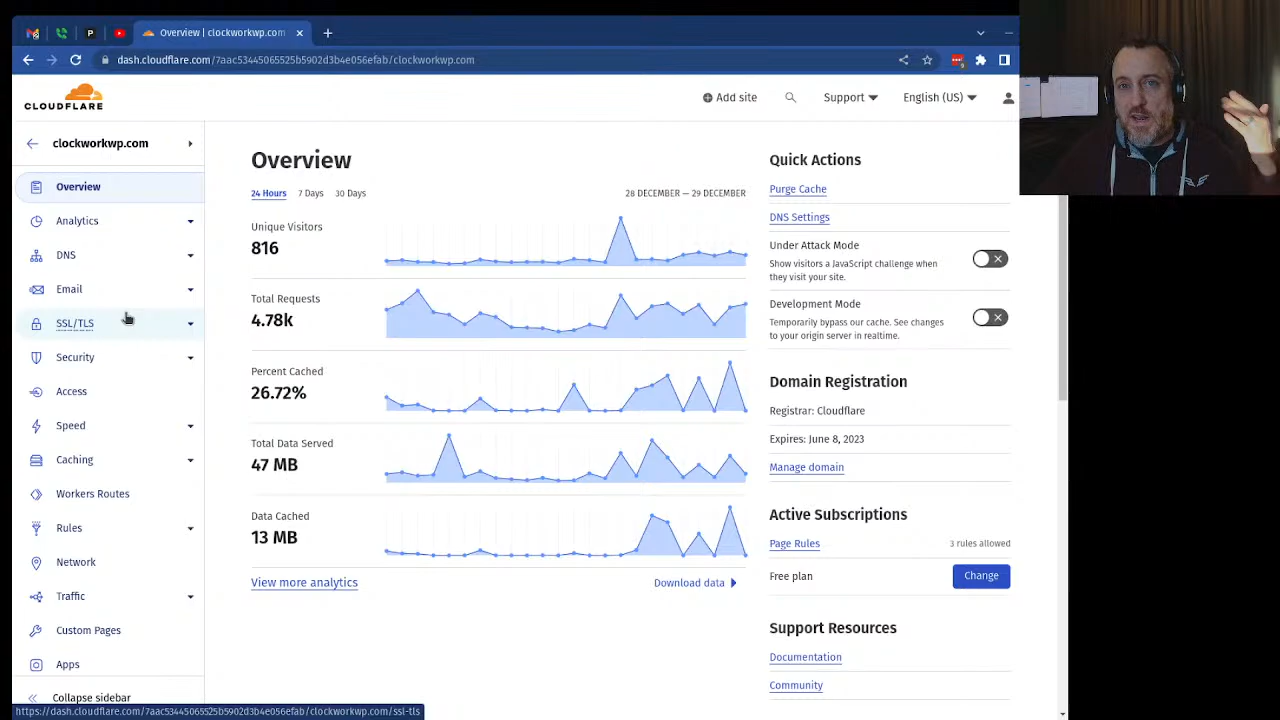 Overview | clockworkwp.com
dash.cloudflare.com/7aac53445065525b5902d3b4e056efab/clockworkwp.com
CLOUDFLARE
Add site
Support
English (US)
clockworkwp.com
Overview
Analytics
DNS
Email
SSL/TLS
Security
Access
Speed
Caching
Workers Routes
Rules
Network
Traffic
Custom Pages
Apps
Collapse sidebar
Overview
24 Hours 7 Days 30 Days
28 DECEMBER — 29 DECEMBER
Unique Visitors
816
Total Requests
4.78k
Percent Cached
26.72%
Total Data Served
47 MB
Data Cached
13 MB
View more analytics
Download data
Quick Actions
Purge Cache
DNS Settings
Under Attack Mode
Show visitors a JavaScript challenge when
they visit your site.
Development Mode
Temporarily bypass our cache. See changes
to your origin server in realtime.
Domain Registration
Registrar: Cloudflare
Expires: June 8, 2023
Manage domain
Active Subscriptions
Page Rules
3 rules allowed
Free plan
Change
Support Resources
Documentation
Community
https://dash.cloudflare.com/7aac53445065525b5902d3b4e056efab/clockworkwp.com/ssl-tls